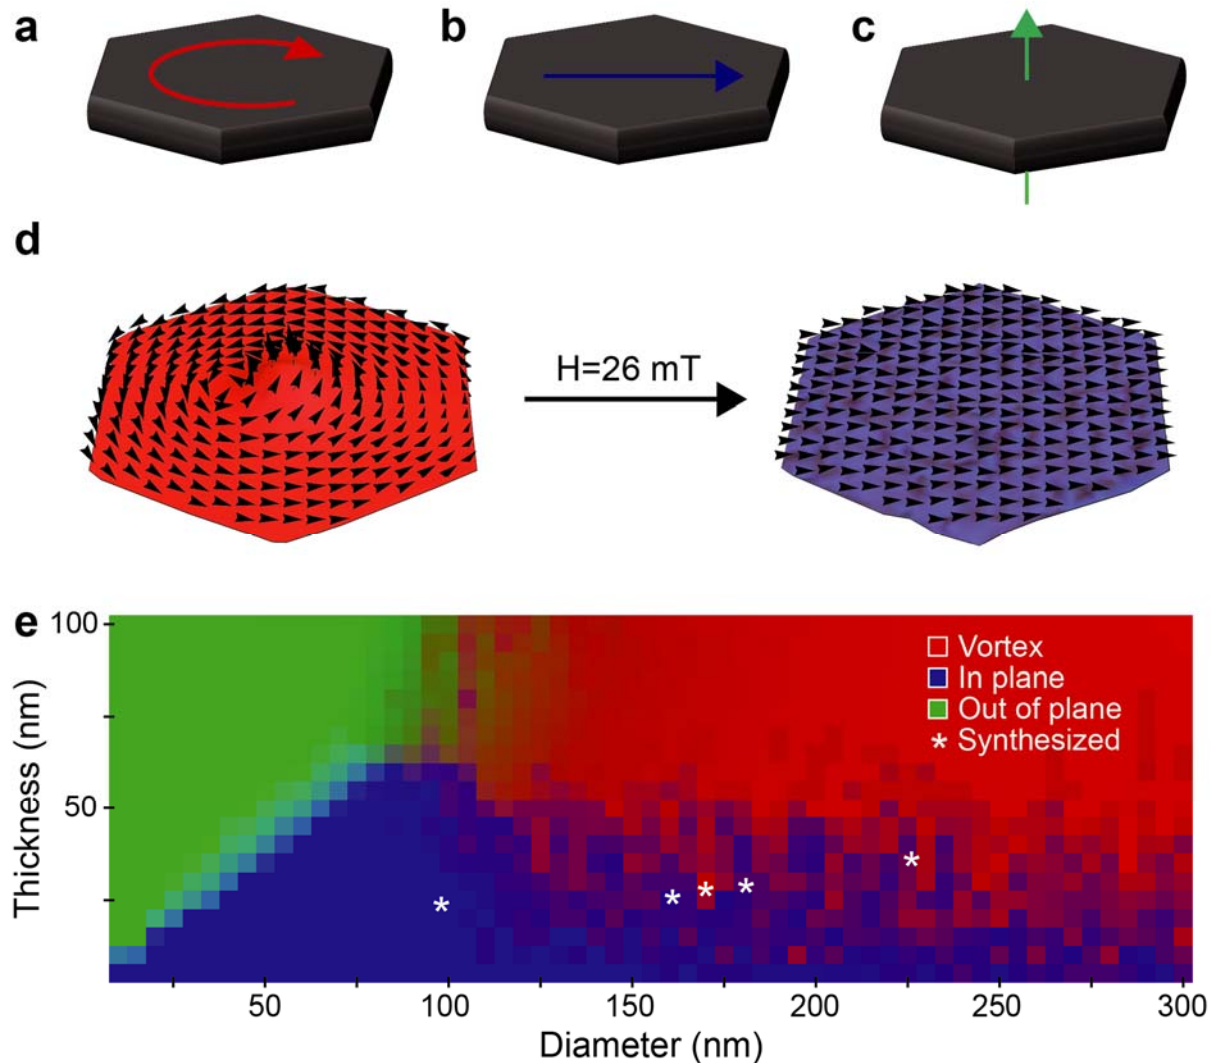 a
b
c
d
H=26 mT
e
100
50
Thickness (nm)
Vortex
In plane
Out of plane
* Synthesized
*
*
*
*
*
50
100
150
200
250
300
Diameter (nm)